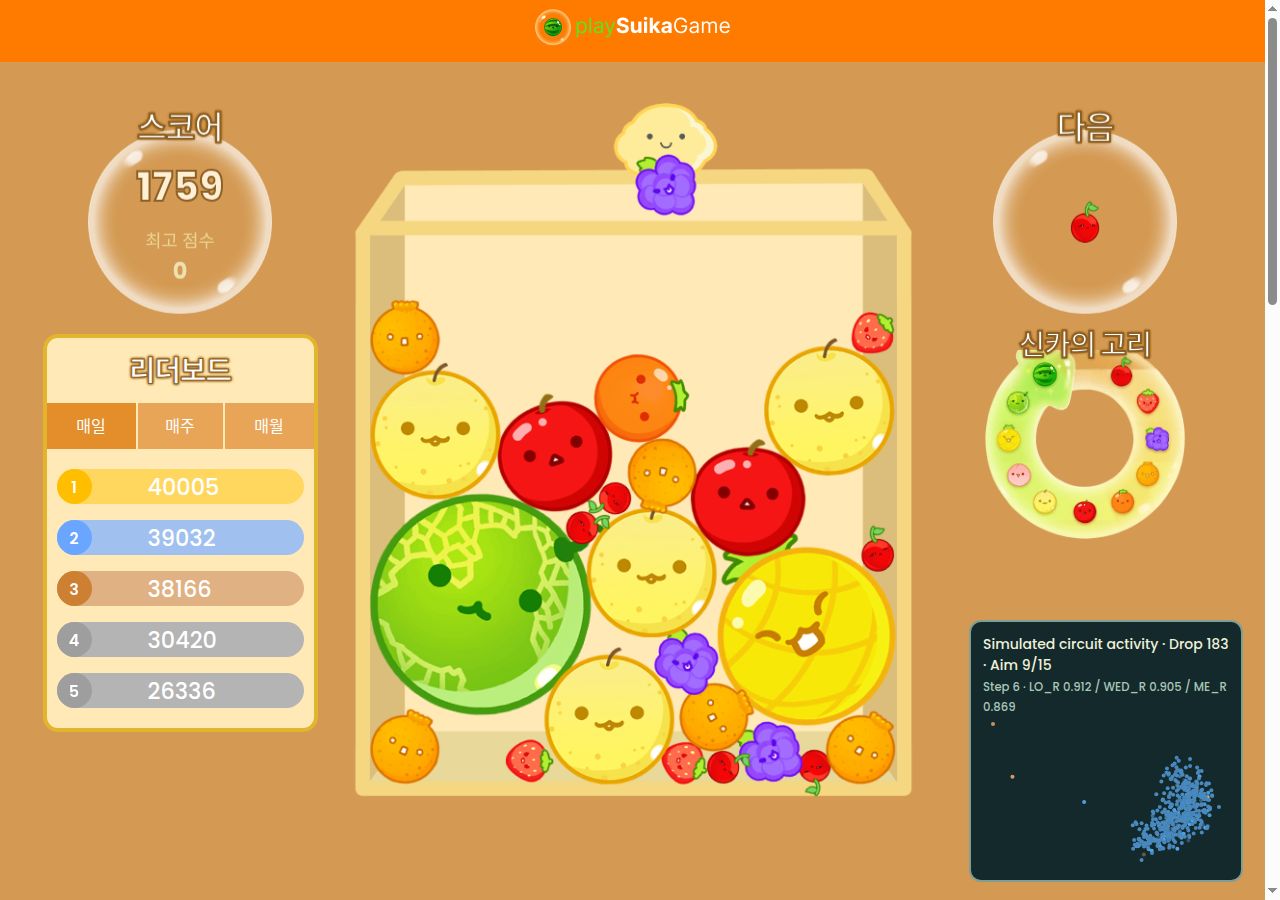 playSuikaGame
스코어
1759
최고 점수
0
다음
신카의 고리
리더보드
매일 매주 매월
1 40005
2 39032
3 38166
4 30420
5 26336
Simulated circuit activity · Drop 183
· Aim 9/15
Step 6 · LO_R 0.912 / WED_R 0.905 / ME_R
0.869